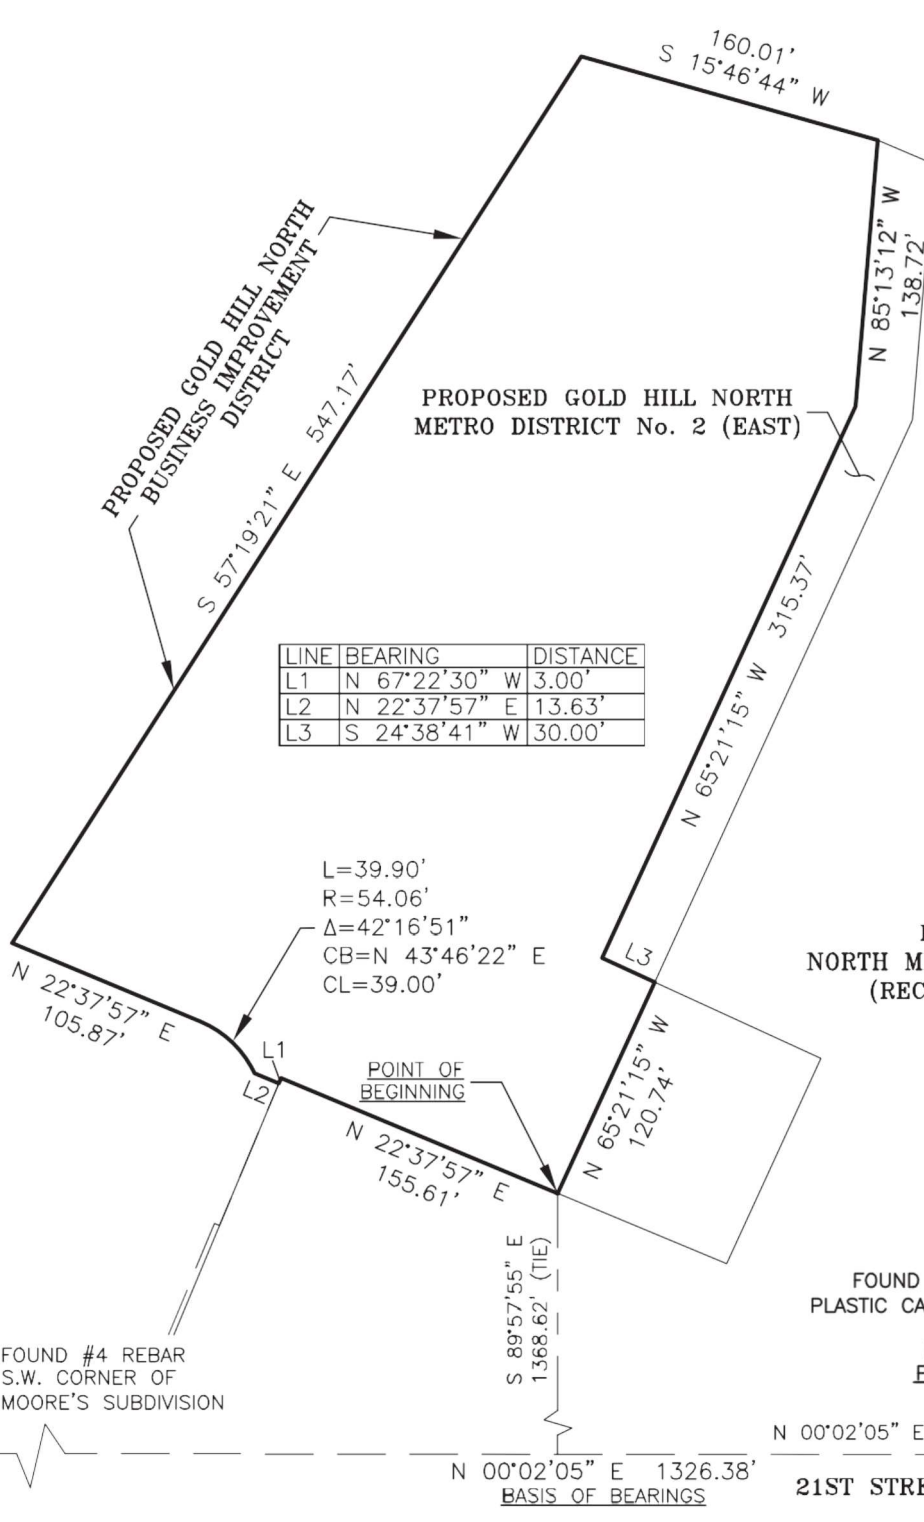 160.01'
S 15°46'44" W
N 85°13'12" W
138.72'
PROPOSED GOLD HILL NORTH
BUSINESS IMPROVEMENT
DISTRICT
S 57°19'21" E 547.17'
PROPOSED GOLD HILL NORTH
METRO DISTRICT No. 2 (EAST)
N 65°21'15" W 315.37'
LINE BEARING DISTANCE
L1 N 67°22'30" W 3.00'
L2 N 22°37'57" E 13.63'
L3 S 24°38'41" W 30.00'
L=39.90'
R=54.06'
Δ=42°16'51"
CB=N 43°46'22" E
CL=39.00'
L3
NORTH M
(REC
N 22°37'57" E
105.87'
L1
L2
POINT OF
BEGINNING
N 65°21'15" W
120.74'
N 22°37'57" E
155.61'
S 89°57'55" E
1368.62' (TIE)
FOUND
PLASTIC CA
FOUND #4 REBAR
S.W. CORNER OF
MOORE'S SUBDIVISION
N 00°02'05" E
N 00°02'05" E 1326.38'
BASIS OF BEARINGS
21ST STRE